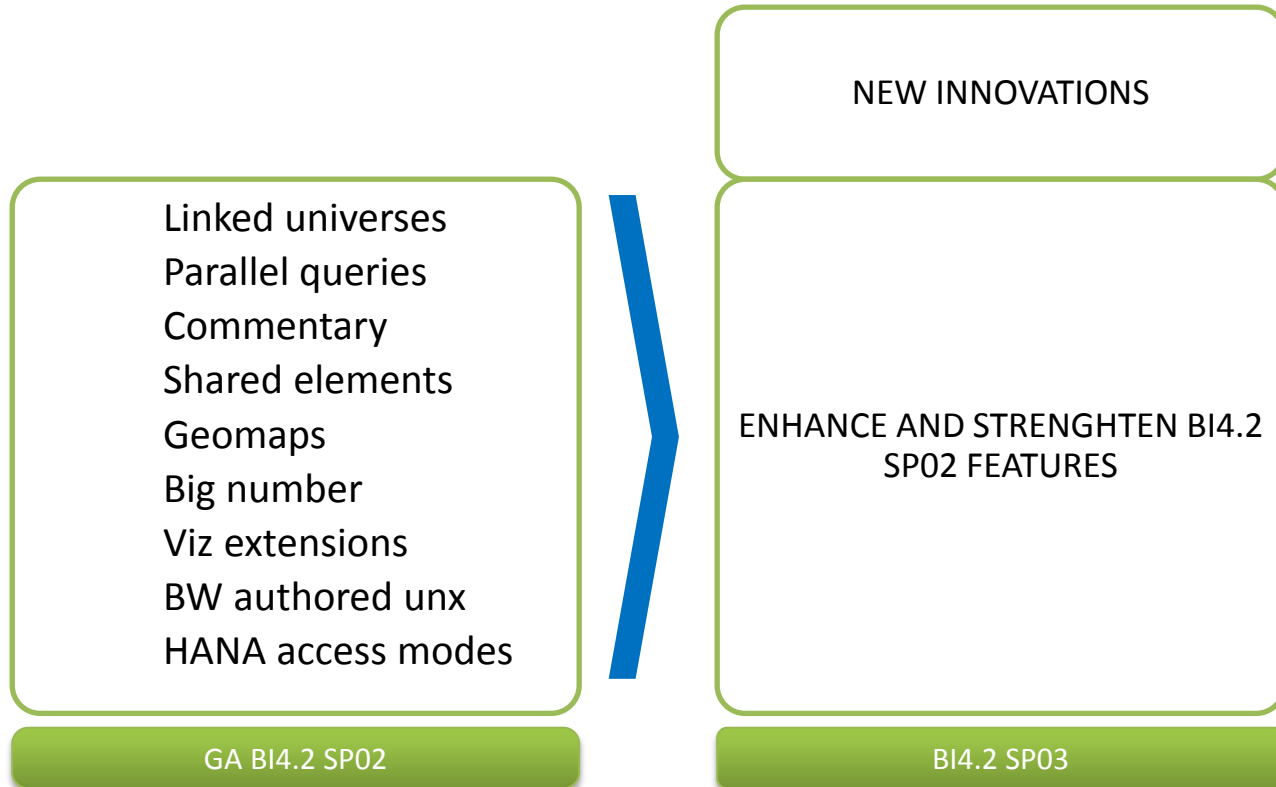 Linked universes
Parallel queries
Commentary
Shared elements
Geomaps
Big number
Viz extensions
BW authored unx
HANA access modes
GA BI4.2 SP02
NEW INNOVATIONS
ENHANCE AND STRENGHTEN BI4.2
SP02 FEATURES
BI4.2 SP03